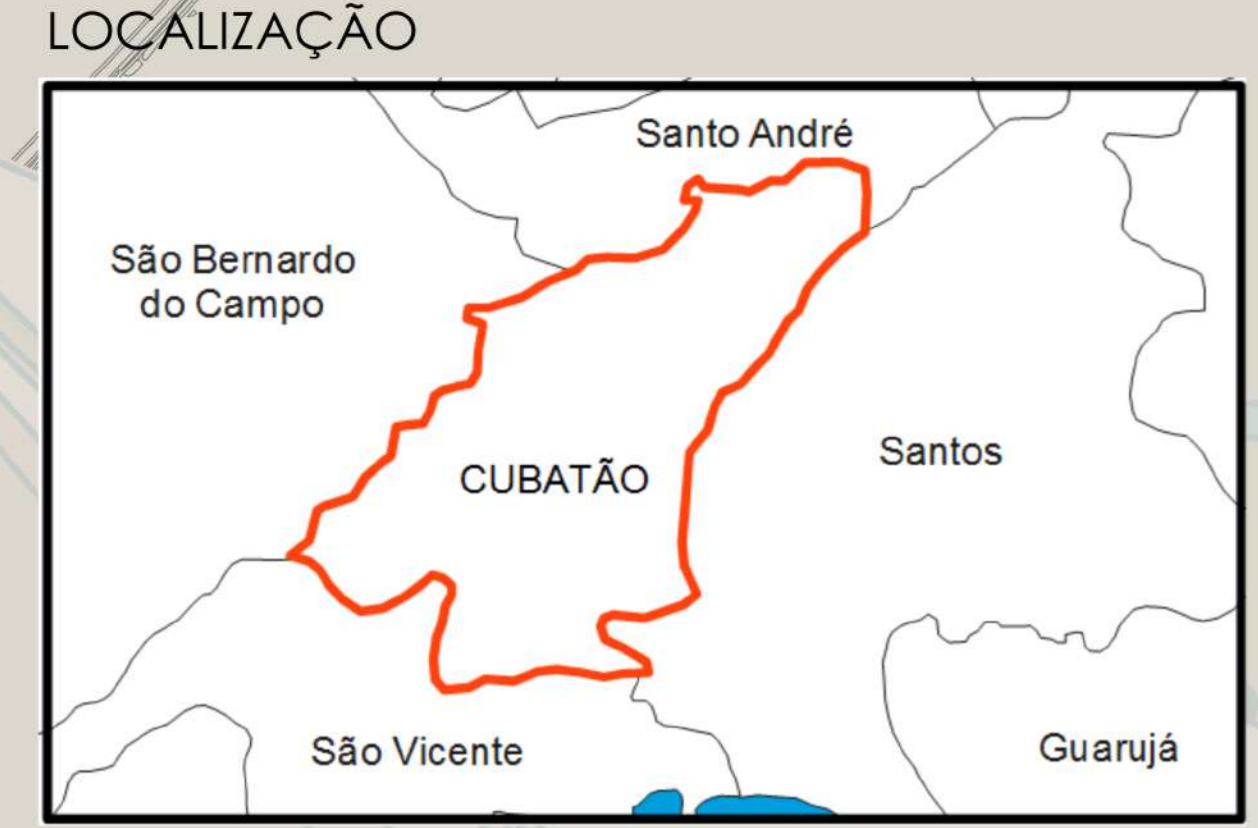 LOCALIZAÇÃO
Santo André
São Bernardo
do Campo
Santos
CUBATÃO
São Vicente
Guarujá